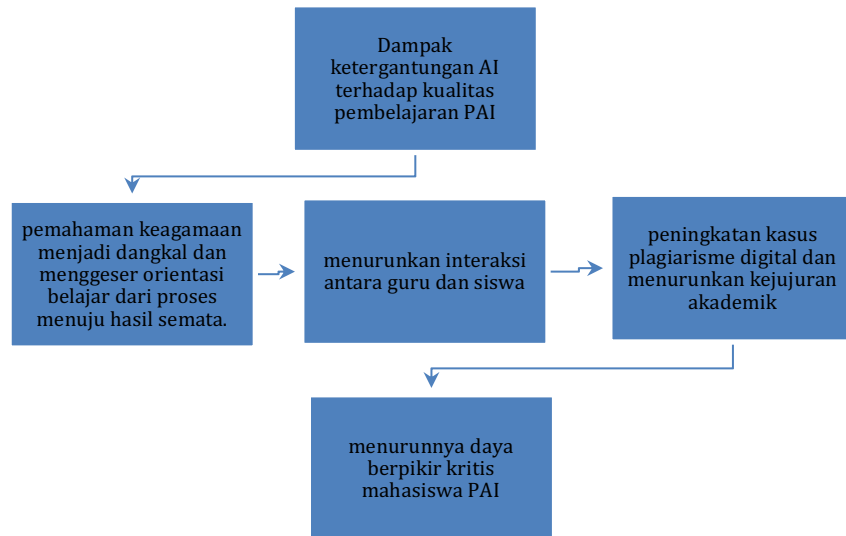 Dampak
ketergantungan AI
terhadap kualitas
pembelajaran PAI
pemahaman keagamaan
menjadi dangkal dan
menggeser orientasi
belajar dari proses
menuju hasil semata.
menurunkan interaksi
antara guru dan siswa
peningkatan kasus
plagiarisme digital dan
menurunkan kejujuran
akademik
menurunnya daya
berpikir kritis
mahasiswa PAI